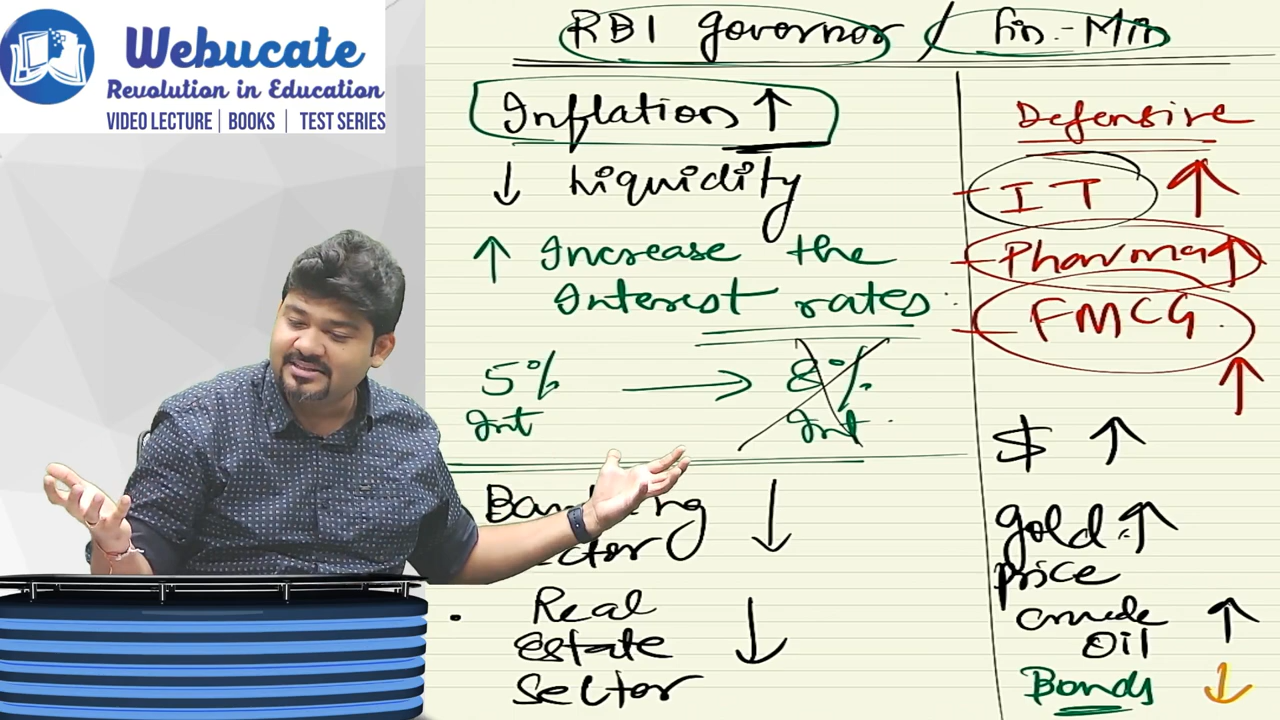 Webucate
Revolution in Education
VIDEO LECTURE | BOOKS | TEST SERIES
RBI governor / fin.-Min
Inflation ↑
↓ Liquidity
↑ Increase the
Interest rates
5% → 8%
Int Int
Banking ↓
Sector
Real
Estate ↓
Sector
Defensive
- IT ↑
- Pharma ↑
- FMCG
↑
$ ↑
Gold ↑
Price
crude ↑
Oil
Bonds ↓